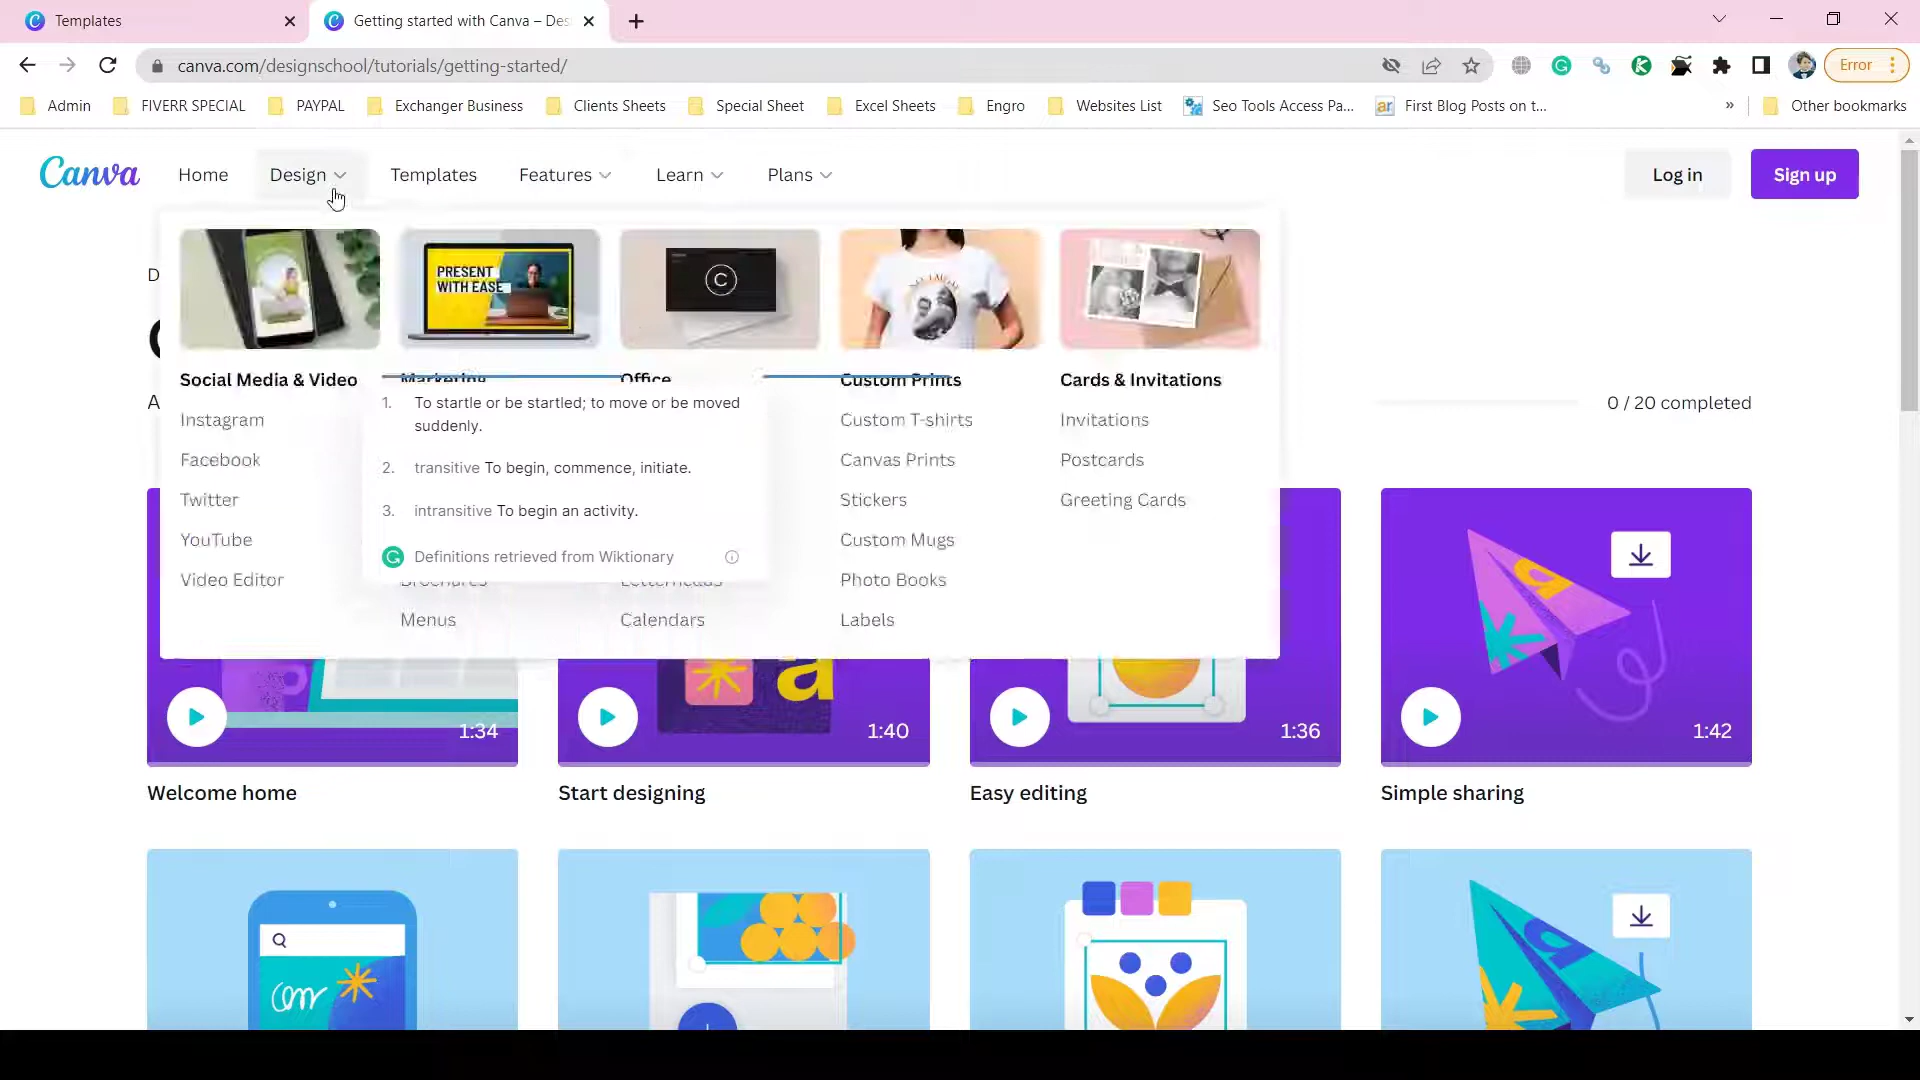 Templates
Getting started with Canva – Des
canva.com/designschool/tutorials/getting-started/
Error
Admin
FIVERR SPECIAL
PAYPAL
Exchanger Business
Clients Sheets
Special Sheet
Excel Sheets
Engro
Websites List
Seo Tools Access Pa...
First Blog Posts on t...
»
Other bookmarks
Canva
Home
Design
Templates
Features
Learn
Plans
Log in
Sign up
D
PRESENT
WITH EASE
C
A
0 / 20 completed
Social Media & Video
Instagram
Facebook
Twitter
YouTube
Video Editor
Marketing
Brochures
Menus
Office
Letterheads
Calendars
1. To startle or be startled; to move or be moved
suddenly.
2. transitive To begin, commence, initiate.
3. intransitive To begin an activity.
Definitions retrieved from Wiktionary
Custom Prints
Custom T-shirts
Canvas Prints
Stickers
Custom Mugs
Photo Books
Labels
Cards & Invitations
Invitations
Postcards
Greeting Cards
a
a
1:34
1:40
1:36
1:42
Welcome home
Start designing
Easy editing
Simple sharing
a